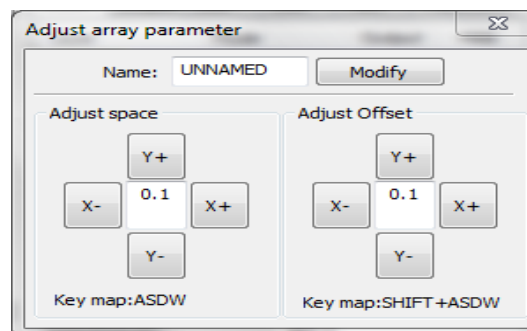 Adjust array parameter
Name: UNNAMED Modify
Adjust space Adjust Offset
Y+ Y+
X- 0.1 X+ X- 0.1 X+
Y- Y-
Key map:ASDW Key map:SHIFT+ASDW